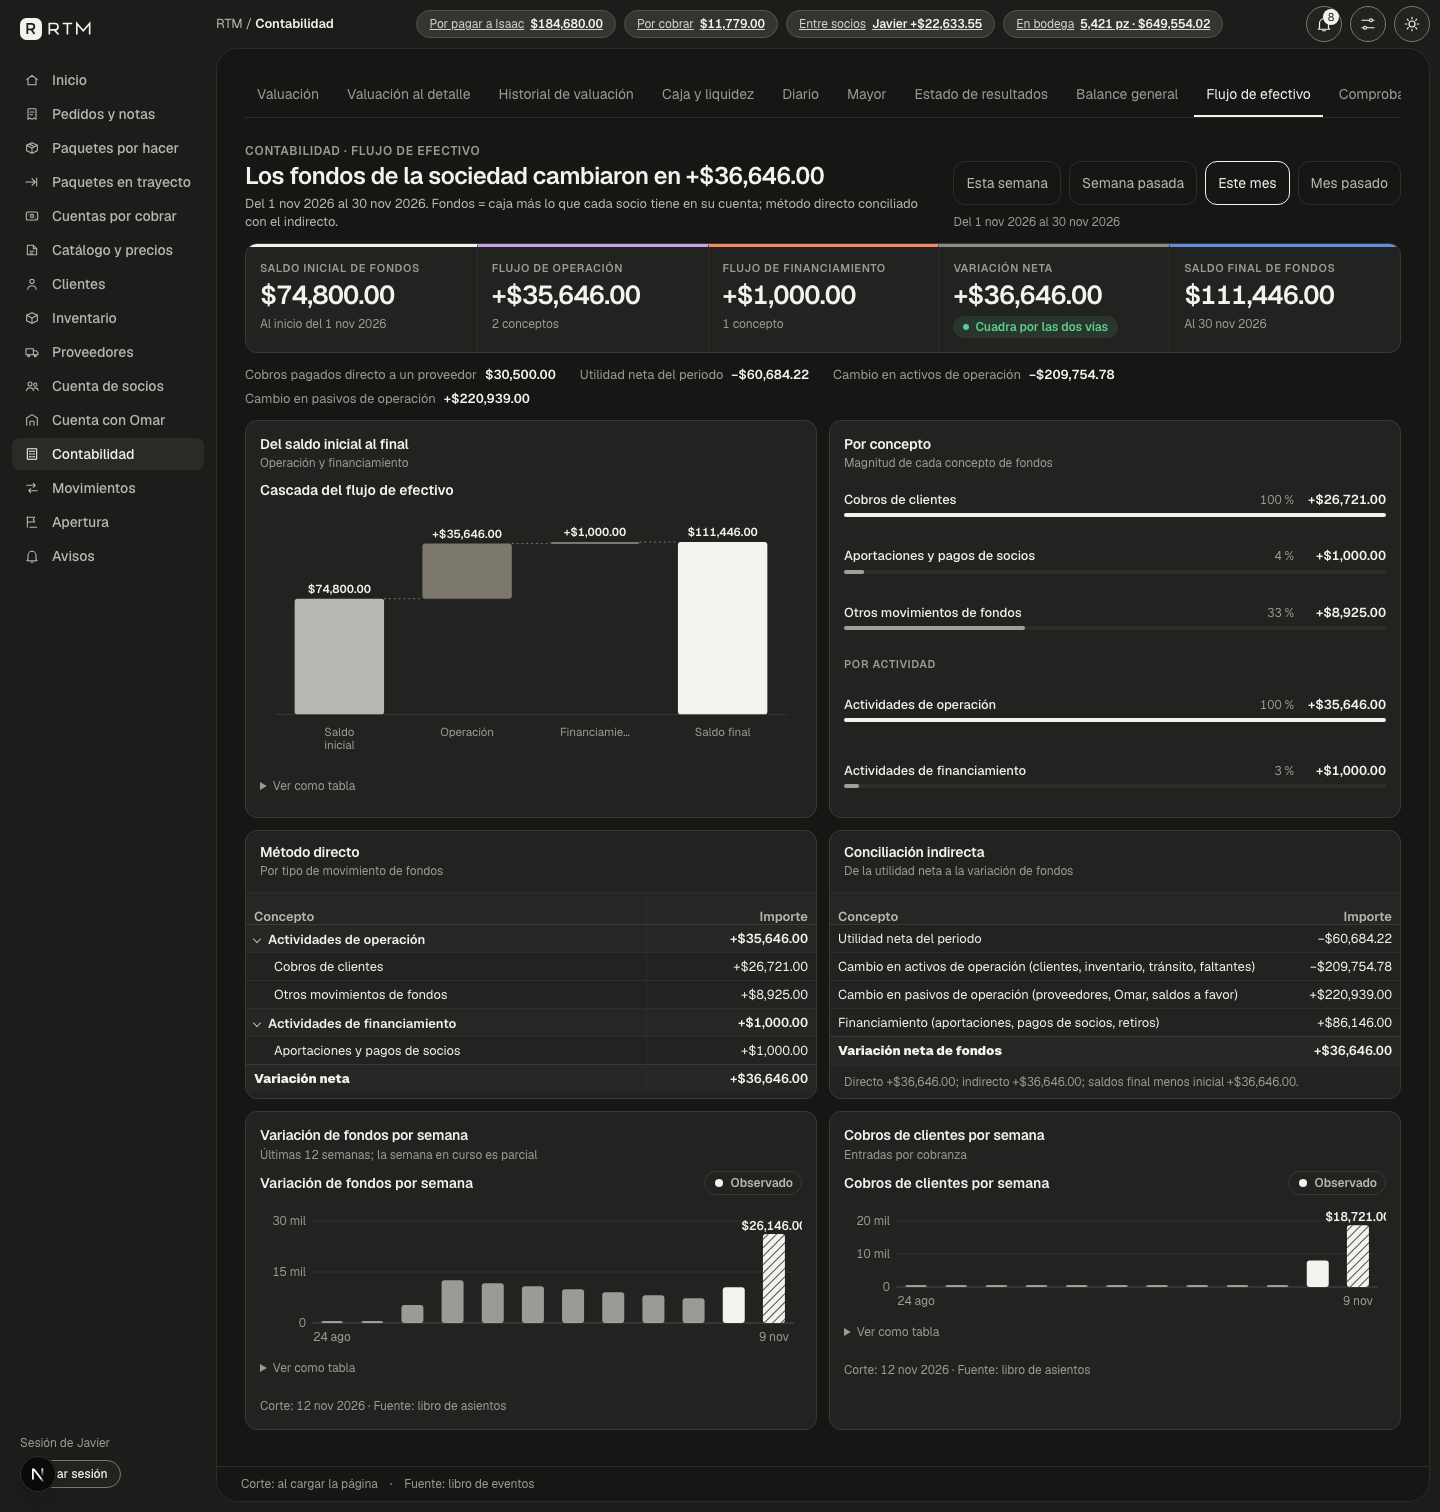 R RTM
RTM / Contabilidad
Por pagar a Isaac $184,680.00
Por cobrar $11,779.00
Entre socios Javier +$22,633.55
En bodega 5,421 pz · $649,554.02
8
Inicio
Pedidos y notas
Paquetes por hacer
Paquetes en trayecto
Cuentas por cobrar
Catálogo y precios
Clientes
Inventario
Proveedores
Cuenta de socios
Cuenta con Omar
Contabilidad
Movimientos
Apertura
Avisos
Sesión de Javier
N
ar sesión
Valuación
Valuación al detalle
Historial de valuación
Caja y liquidez
Diario
Mayor
Estado de resultados
Balance general
Flujo de efectivo
Comproba
CONTABILIDAD · FLUJO DE EFECTIVO
Los fondos de la sociedad cambiaron en +$36,646.00
Del 1 nov 2026 al 30 nov 2026. Fondos = caja más lo que cada socio tiene en su cuenta; método directo conciliado
con el indirecto.
Esta semana
Semana pasada
Este mes
Mes pasado
Del 1 nov 2026 al 30 nov 2026
SALDO INICIAL DE FONDOS
$74,800.00
Al inicio del 1 nov 2026
FLUJO DE OPERACIÓN
+$35,646.00
2 conceptos
FLUJO DE FINANCIAMIENTO
+$1,000.00
1 concepto
VARIACIÓN NETA
+$36,646.00
Cuadra por las dos vías
SALDO FINAL DE FONDOS
$111,446.00
Al 30 nov 2026
Cobros pagados directo a un proveedor $30,500.00
Utilidad neta del periodo −$60,684.22
Cambio en activos de operación −$209,754.78
Cambio en pasivos de operación +$220,939.00
Del saldo inicial al final
Operación y financiamiento
Cascada del flujo de efectivo
$74,800.00
+$35,646.00
+$1,000.00
$111,446.00
Saldo
inicial
Operación
Financiamie…
Saldo final
Ver como tabla
Por concepto
Magnitud de cada concepto de fondos
Cobros de clientes 100 % +$26,721.00
Aportaciones y pagos de socios 4 % +$1,000.00
Otros movimientos de fondos 33 % +$8,925.00
POR ACTIVIDAD
Actividades de operación 100 % +$35,646.00
Actividades de financiamiento 3 % +$1,000.00
Método directo
Por tipo de movimiento de fondos
Concepto Importe
Actividades de operación +$35,646.00
Cobros de clientes +$26,721.00
Otros movimientos de fondos +$8,925.00
Actividades de financiamiento +$1,000.00
Aportaciones y pagos de socios +$1,000.00
Variación neta +$36,646.00
Conciliación indirecta
De la utilidad neta a la variación de fondos
Concepto Importe
Utilidad neta del periodo −$60,684.22
Cambio en activos de operación (clientes, inventario, tránsito, faltantes) −$209,754.78
Cambio en pasivos de operación (proveedores, Omar, saldos a favor) +$220,939.00
Financiamiento (aportaciones, pagos de socios, retiros) +$86,146.00
Variación neta de fondos +$36,646.00
Directo +$36,646.00; indirecto +$36,646.00; saldos final menos inicial +$36,646.00.
Variación de fondos por semana
Últimas 12 semanas; la semana en curso es parcial
Variación de fondos por semana
Observado
30 mil
15 mil
0
$26,146.00
24 ago
9 nov
Ver como tabla
Corte: 12 nov 2026 · Fuente: libro de asientos
Cobros de clientes por semana
Entradas por cobranza
Cobros de clientes por semana
Observado
20 mil
10 mil
0
$18,721.00
24 ago
9 nov
Ver como tabla
Corte: 12 nov 2026 · Fuente: libro de asientos
Corte: al cargar la página · Fuente: libro de eventos